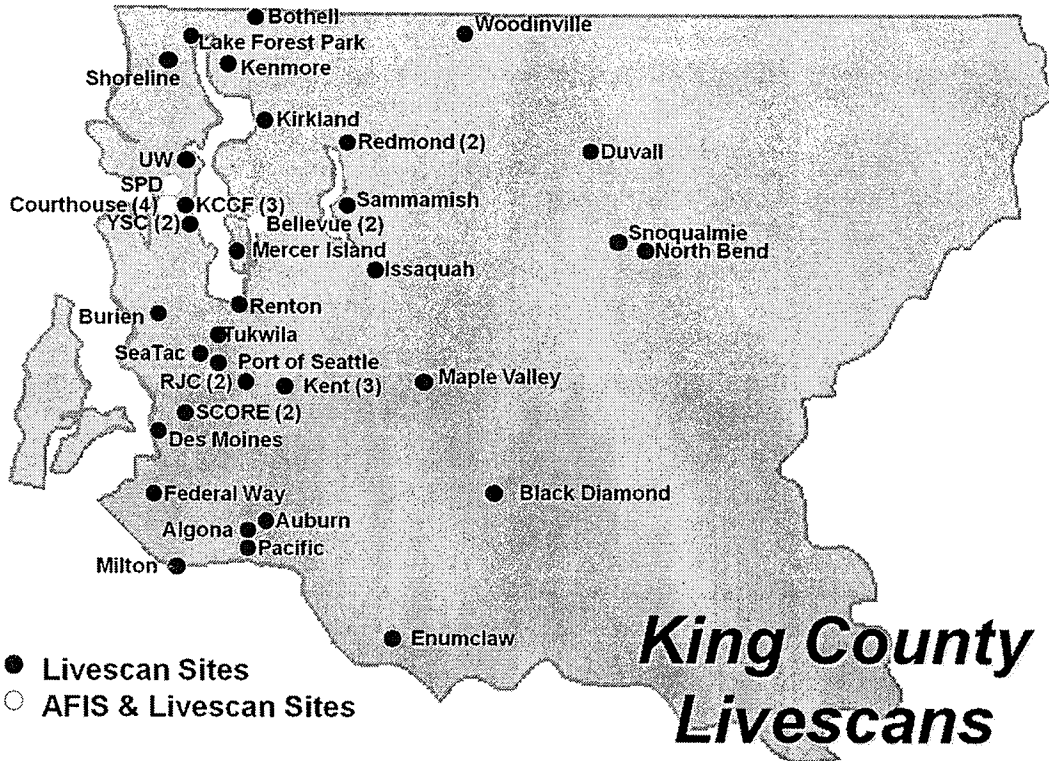 Bothell
Woodinville
Lake Forest Park
Shoreline
Kenmore
Kirkland
Redmond (2)
Duvall
UW
SPD
Courthouse (4)
KCCF (3)
Sammamish
YSC (2)
Bellevue (2)
Snoqualmie
Mercer Island
North Bend
Issaquah
Renton
Burien
Tukwila
SeaTac
Port of Seattle
RJC (2)
Kent (3)
Maple Valley
SCORE (2)
Des Moines
Federal Way
Black Diamond
Auburn
Algona
Pacific
Milton
Enumclaw
King County
Livescans
Livescan Sites
AFIS & Livescan Sites